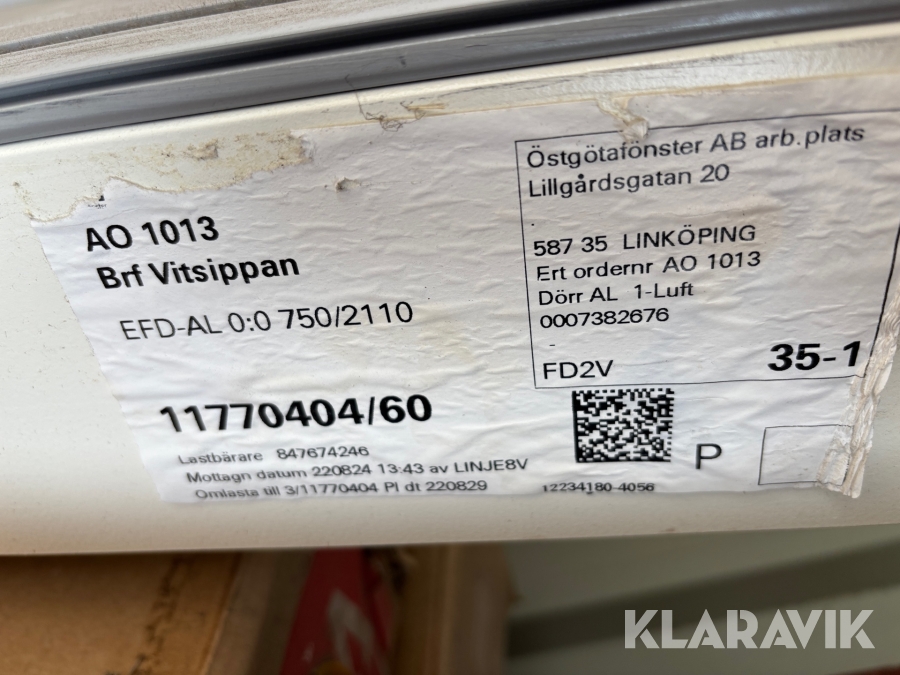 AO 1013
Brf Vitsippan
EFD-AL 0:0 750/2110
11770404/60
Lastbärare 847674246
Mottagn datum 220824 13:43 av LINJE8V
Omlasta till 3/11770404 Pl dt 220829
Östgötafönster AB arb.plats
Lillgårdsgatan 20
.
587 35 LINKÖPING
Ert ordernr AO 1013
Dörr AL 1-Luft
0007382676
-
FD2V 35-1
P
12234180-4056
KLARAVIK